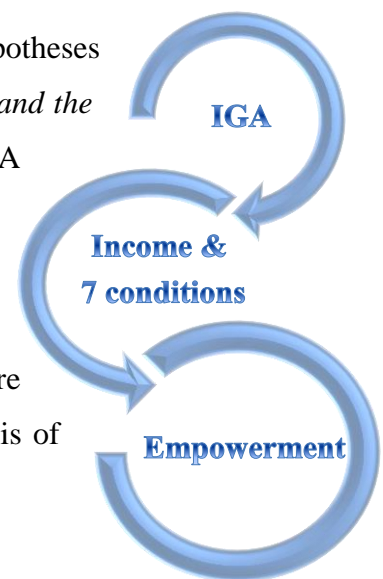 potheses
and the
A
re
is of
IGA
Income &
7 conditions
Empowerment